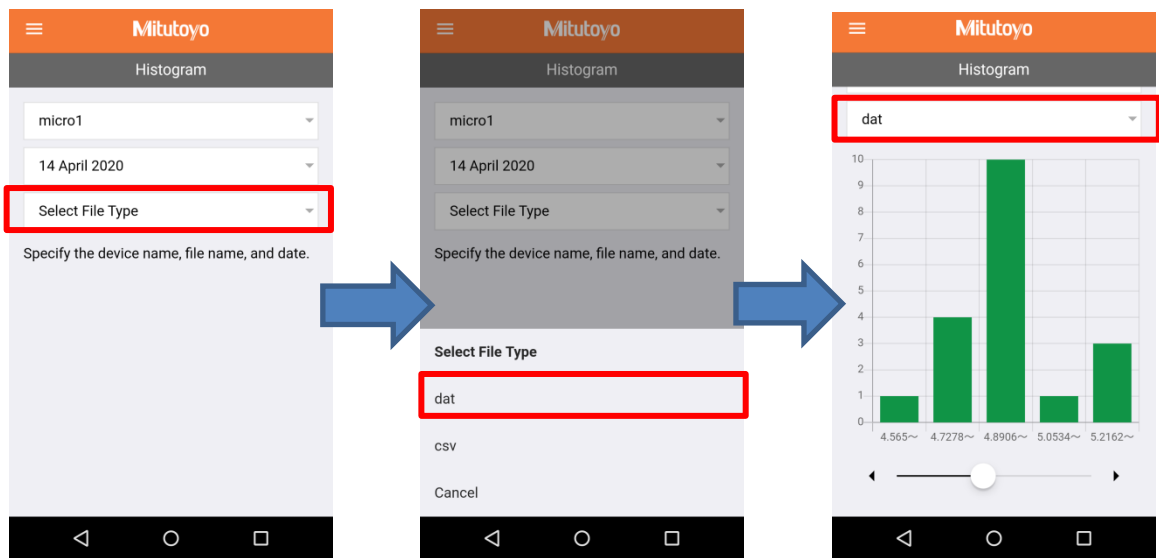 Mitutoyo
Histogram
micro1
14 April 2020
Select File Type
Specify the device name, file name, and date.
Mitutoyo
Histogram
micro1
14 April 2020
Select File Type
Specify the device name, file name, and date.
Select File Type
dat
csv
Cancel
Mitutoyo
Histogram
dat
10
9
8
7
6
5
4
3
2
1
0
4.565～ 4.7278～ 4.8906～ 5.0534～ 5.2162～